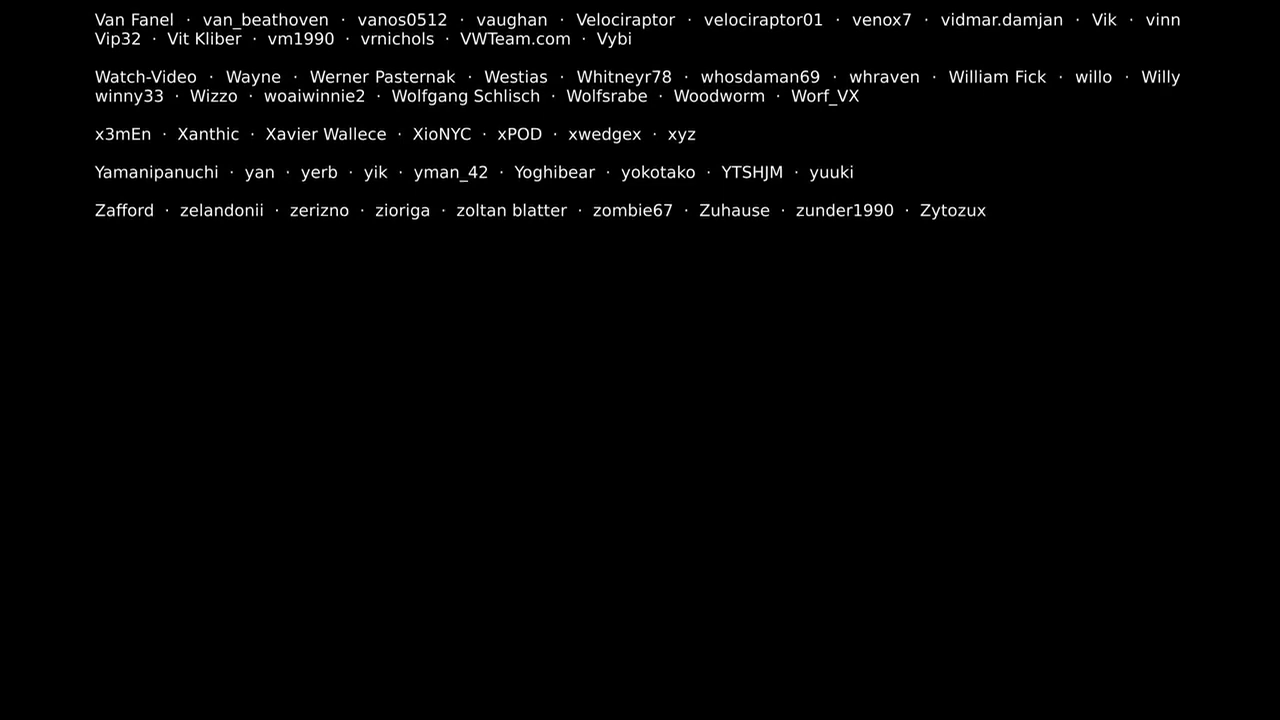 Van Fanel · van_beathoven · vanos0512 · vaughan · Velociraptor · velociraptor01 · venox7 · vidmar.damjan · Vik · vinn
Vip32 · Vit Kliber · vm1990 · vrnichols · VWTeam.com · Vybi
Watch-Video · Wayne · Werner Pasternak · Westias · Whitneyr78 · whosdaman69 · whraven · William Fick · willo · Willy
winny33 · Wizzo · woaiwinnie2 · Wolfgang Schlisch · Wolfsrabe · Woodworm · Worf_VX
x3mEn · Xanthic · Xavier Wallece · XioNYC · xPOD · xwedgex · xyz
Yamanipanuchi · yan · yerb · yik · yman_42 · Yoghibear · yokotako · YTSHJM · yuuki
Zafford · zelandonii · zerizno · zioriga · zoltan blatter · zombie67 · Zuhause · zunder1990 · Zytozux